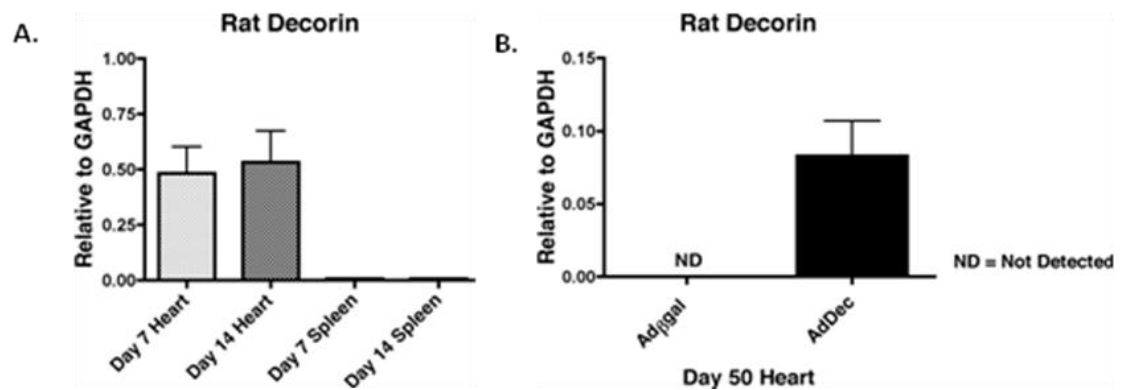 A.
Rat Decorin
Relative to GAPDH
1.00
0.75
0.50
0.25
0.00
Day 7 Heart
Day 14 Heart
Day 7 Spleen
Day 14 Spleen
B.
Rat Decorin
Relative to GAPDH
0.15
0.10
0.05
0.00
ND
ND = Not Detected
Adβgal
AdDec
Day 50 Heart